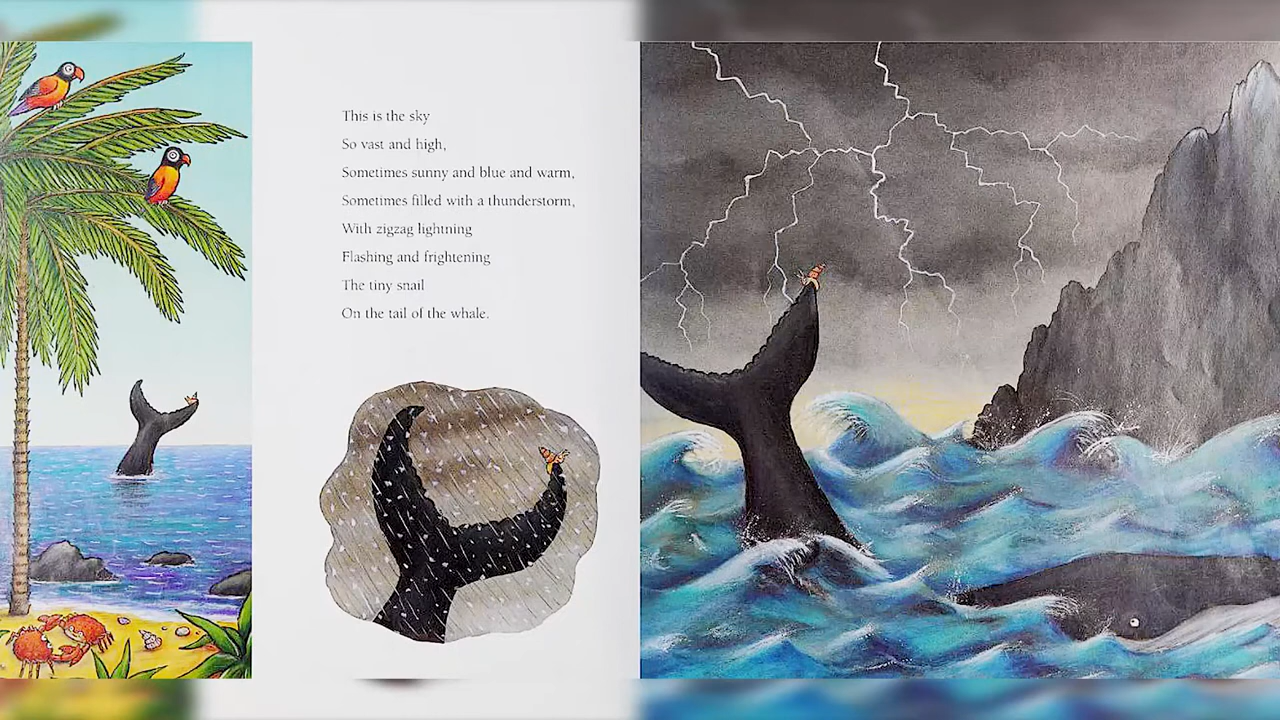 This is the sky
So vast and high,
Sometimes sunny and blue and warm,
Sometimes filled with a thunderstorm,
With zigzag lightning
Flashing and frightening
The tiny snail
On the tail of the whale.